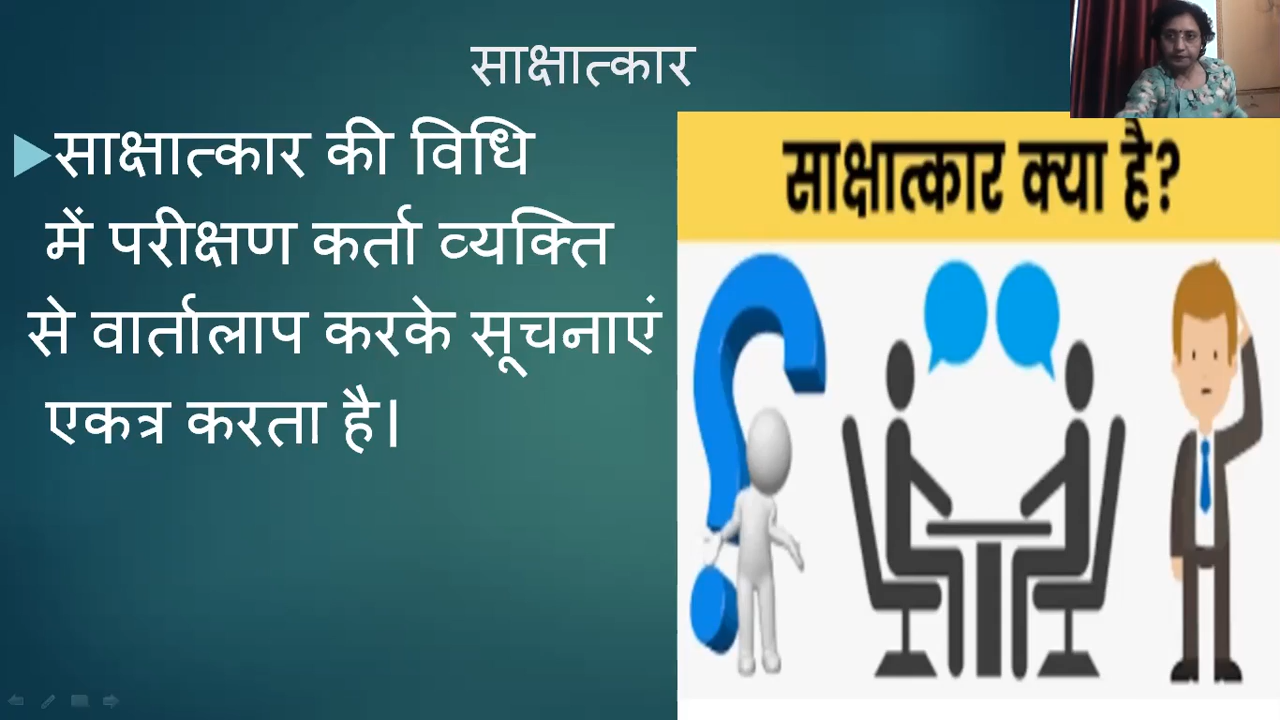 साक्षात्कार
साक्षात्कार की विधि
में परीक्षण कर्ता व्यक्ति
से वार्तालाप करके सूचनाएं
एकत्र करता है।
साक्षात्कार क्या है?